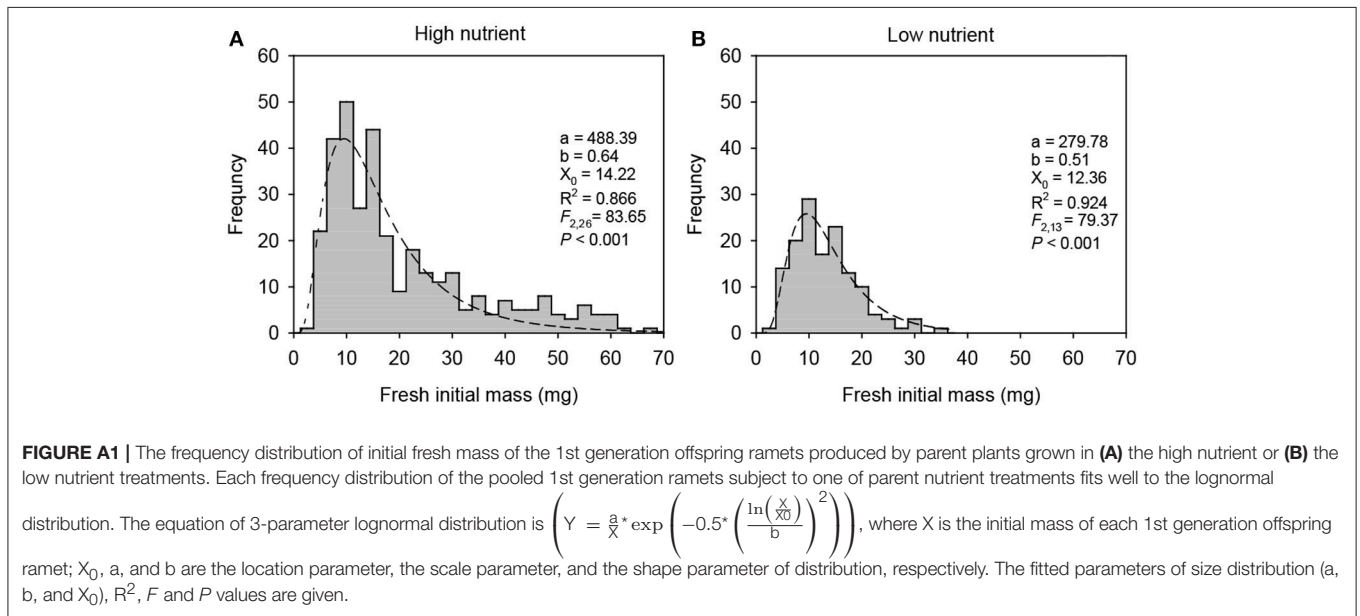 A
High nutrient
60
50
40
30
20
10
0
Frequncy
a = 488.39
b = 0.64
X0 = 14.22
R2 = 0.866
F2,26 = 83.65
P < 0.001
0 10 20 30 40 50 60 70
Fresh initial mass (mg)
B
Low nutrient
60
50
40
30
20
10
0
Frequncy
a = 279.78
b = 0.51
X0 = 12.36
R2 = 0.924
F2,13 = 79.37
P < 0.001
0 10 20 30 40 50 60 70
Fresh initial mass (mg)
FIGURE A1 | The frequency distribution of initial fresh mass of the 1st generation offspring ramets produced by parent plants grown in (A) the high nutrient or (B) the
low nutrient treatments. Each frequency distribution of the pooled 1st generation ramets subject to one of parent nutrient treatments fits well to the lognormal
distribution. The equation of 3-parameter lognormal distribution is (Y = a/X * exp (−0.5* (ln(X/X0)/b)^2)), where X is the initial mass of each 1st generation offspring
ramet; X0, a, and b are the location parameter, the scale parameter, and the shape parameter of distribution, respectively. The fitted parameters of size distribution (a,
b, and X0), R2, F and P values are given.